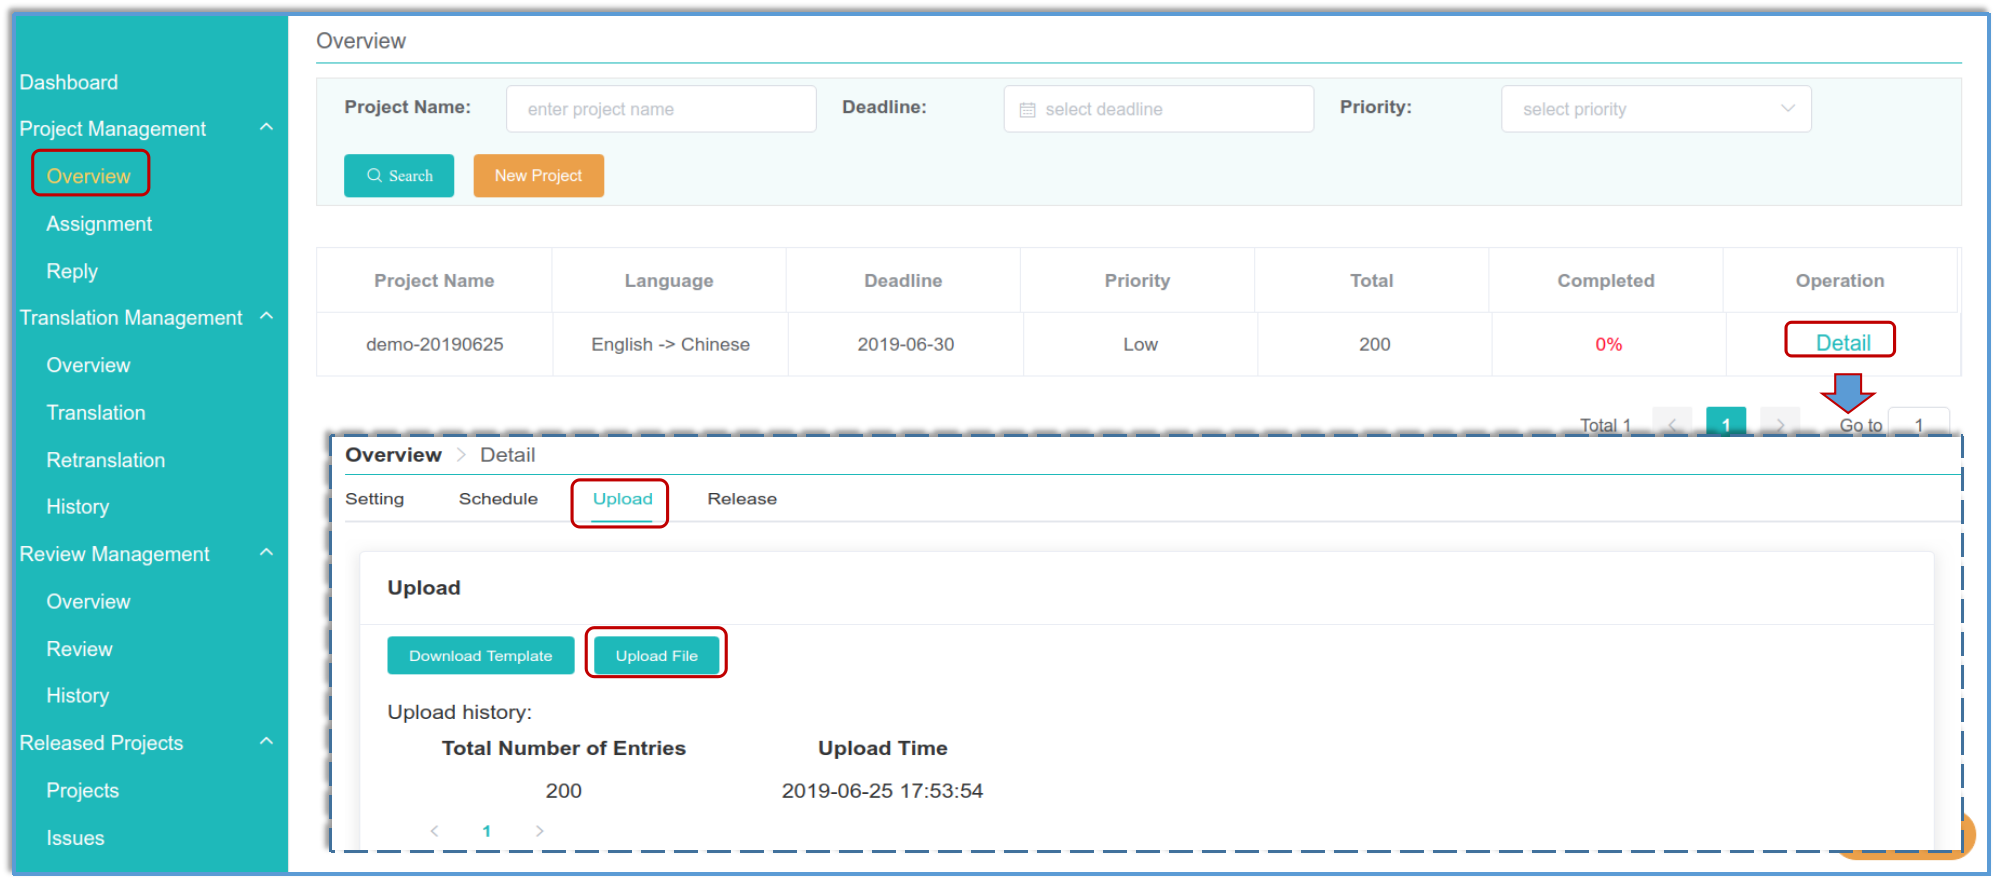 Dashboard
Project Management
Overview
Assignment
Reply
Translation Management
Overview
Translation
Retranslation
History
Review Management
Overview
Review
History
Released Projects
Projects
Issues
Overview
Project Name: enter project name Deadline: select deadline Priority: select priority
Search New Project
Project Name Language Deadline Priority Total Completed Operation
demo-20190625 English -> Chinese 2019-06-30 Low 200 0% Detail
Total 1 < 1 > Go to 1
Overview > Detail
Setting Schedule Upload Release
Upload
Download Template Upload File
Upload history:
Total Number of Entries Upload Time
200 2019-06-25 17:53:54
< 1 >